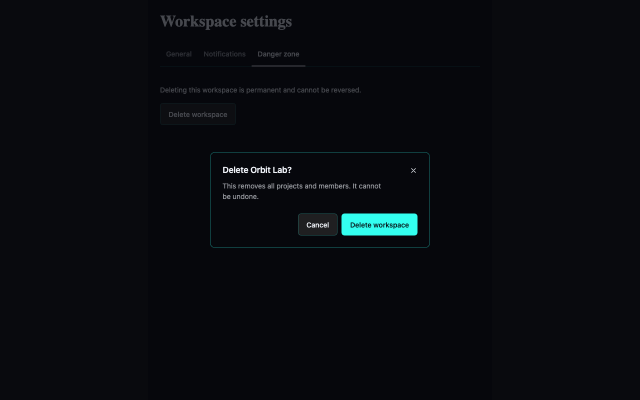 Workspace settings
General Notifications Danger zone
Deleting this workspace is permanent and cannot be reversed.
Delete workspace
Delete Orbit Lab?
This removes all projects and members. It cannot
be undone.
Cancel Delete workspace